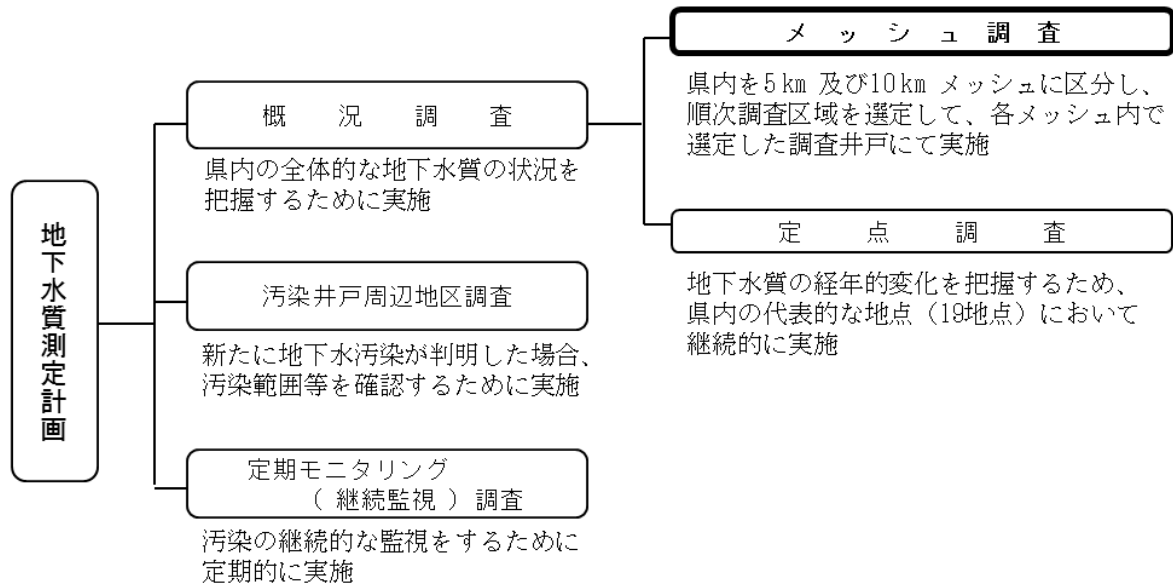 地下水質測定計画
概況調査
県内の全体的な地下水質の状況を
把握するために実施
メッシュ調査
県内を5km 及び10km メッシュに区分し、
順次調査区域を選定して、各メッシュ内で
選定した調査井戸にて実施
定点調査
地下水質の経年的変化を把握するため、
県内の代表的な地点（19地点）において
継続的に実施
汚染井戸周辺地区調査
新たに地下水汚染が判明した場合、
汚染範囲等を確認するために実施
定期モニタリング
（ 継続監視 ）調査
汚染の継続的な監視をするために
定期的に実施